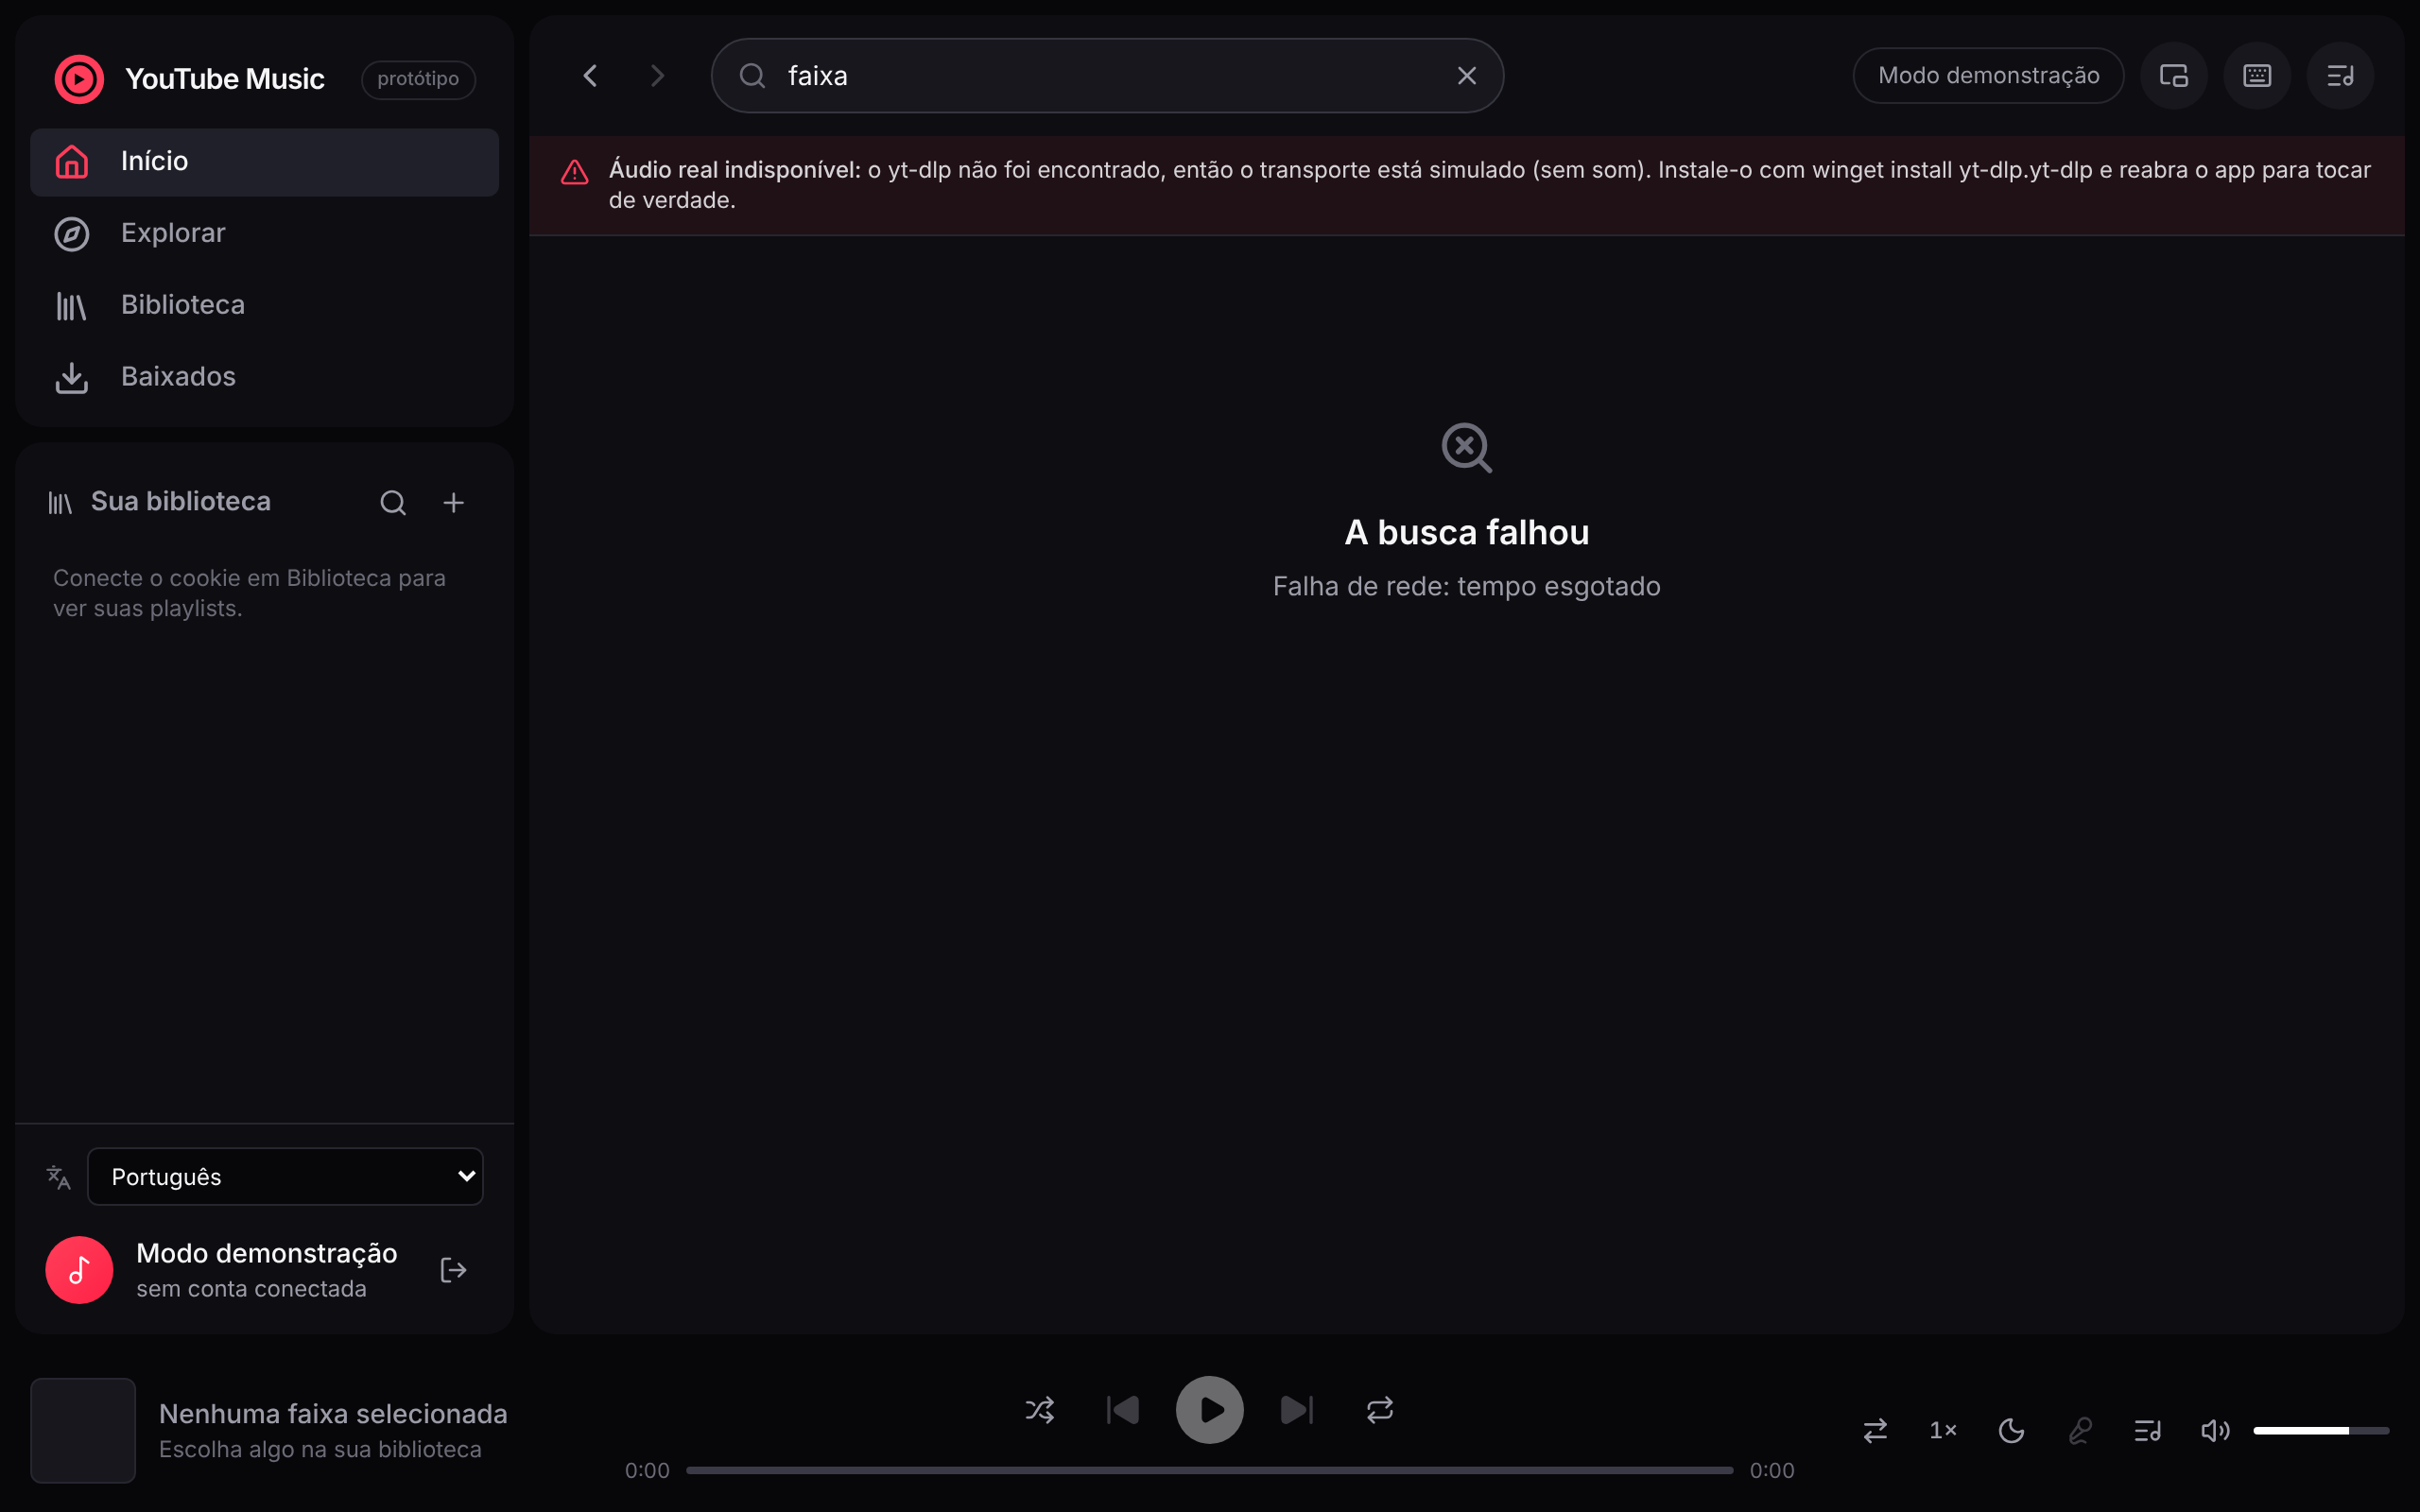 YouTube Music
protótipo
Início
Explorar
Biblioteca
Baixados
Sua biblioteca
Conecte o cookie em Biblioteca para
ver suas playlists.
Português
Modo demonstração
sem conta conectada
faixa
Modo demonstração
Áudio real indisponível: o yt-dlp não foi encontrado, então o transporte está simulado (sem som). Instale-o com winget install yt-dlp.yt-dlp e reabra o app para tocar
de verdade.
A busca falhou
Falha de rede: tempo esgotado
Nenhuma faixa selecionada
Escolha algo na sua biblioteca
0:00
0:00
1×